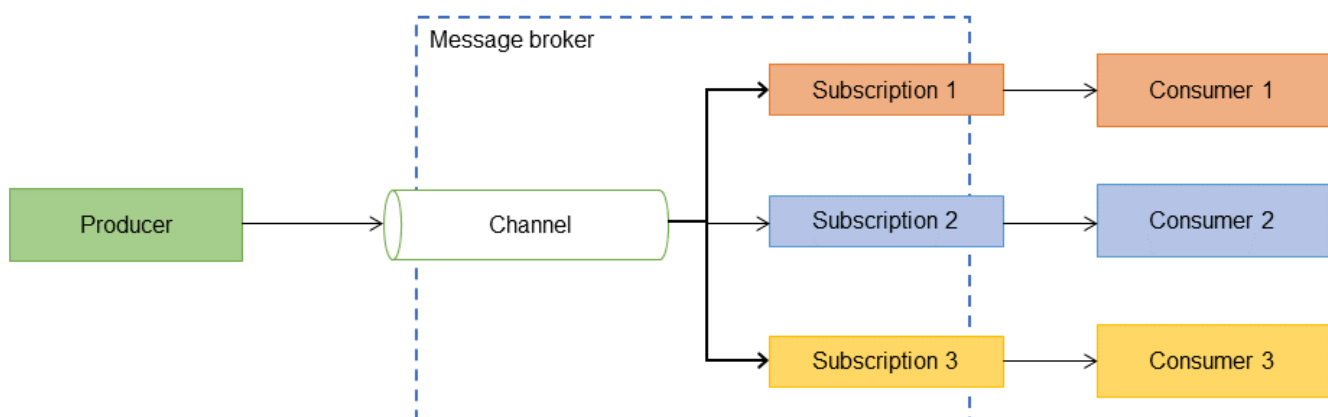 Message broker
Subscription 1
Consumer 1
Producer
Channel
Subscription 2
Consumer 2
Subscription 3
Consumer 3